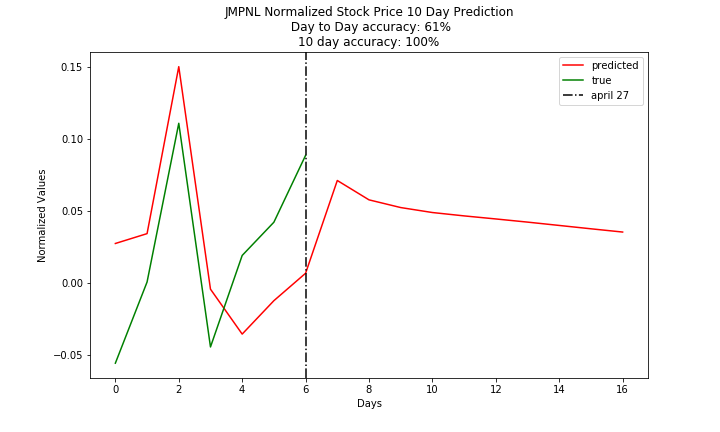 JMPNL Normalized Stock Price 10 Day Prediction
Day to Day accuracy: 61%
10 day accuracy: 100%
predicted
true
april 27
Normalized Values
0.15
0.10
0.05
0.00
−0.05
0 2 4 6 8 10 12 14 16
Days